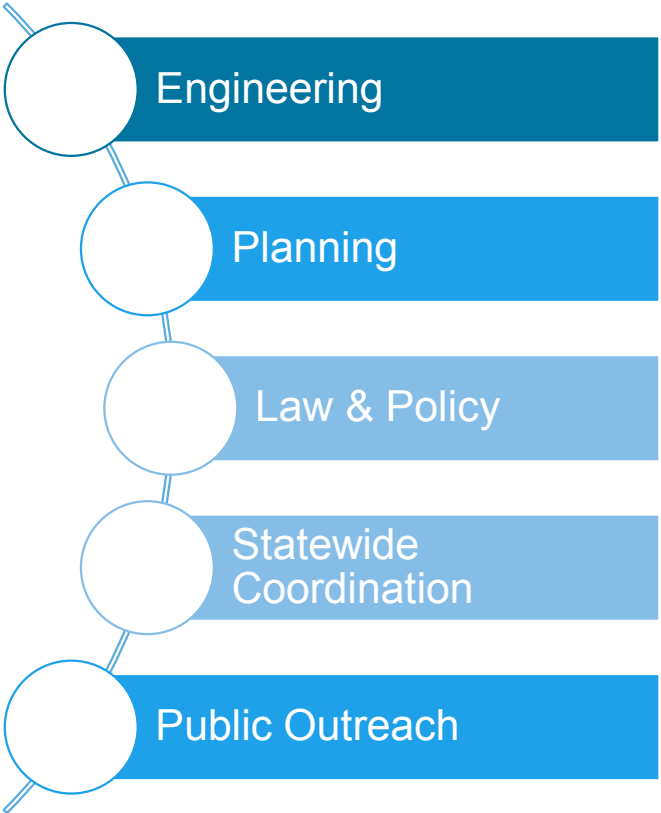 Engineering
Planning
Law & Policy
Statewide
Coordination
Public Outreach